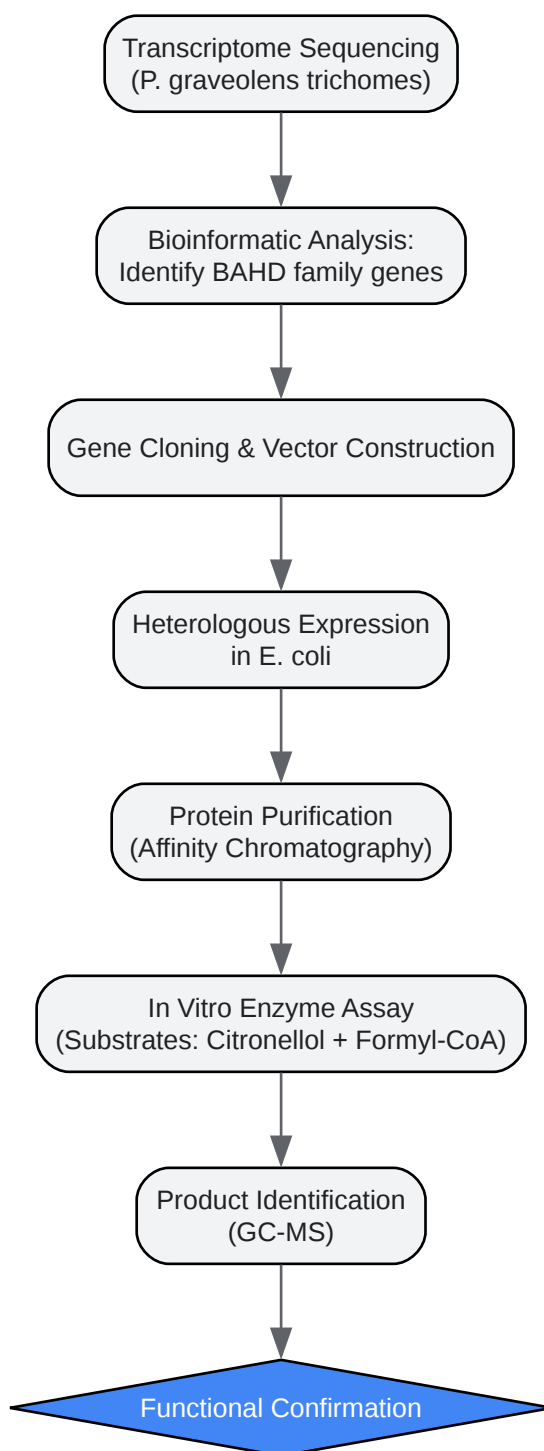 Transcriptome Sequencing
(P. graveolens trichomes)
Bioinformatic Analysis:
Identify BAHD family genes
Gene Cloning & Vector Construction
Heterologous Expression
in E. coli
Protein Purification
(Affinity Chromatography)
In Vitro Enzyme Assay
(Substrates: Citronellol + Formyl-CoA)
Product Identification
(GC-MS)
Functional Confirmation